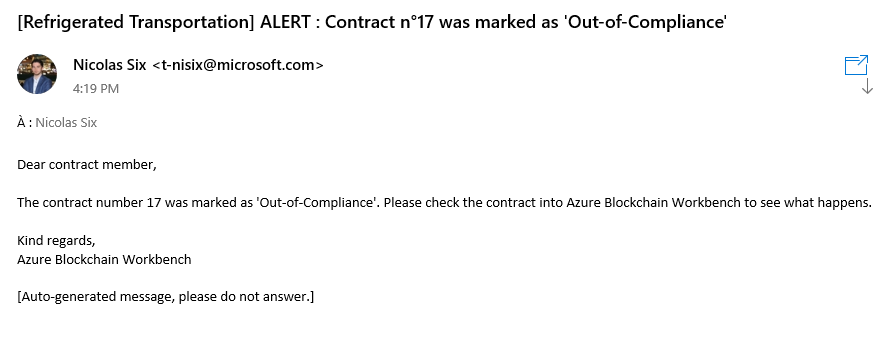 [Refrigerated Transportation] ALERT : Contract n°17 was marked as 'Out-of-Compliance'
Nicolas Six <t-nisix@microsoft.com>
4:19 PM
À : Nicolas Six
Dear contract member,
The contract number 17 was marked as 'Out-of-Compliance'. Please check the contract into Azure Blockchain Workbench to see what happens.
Kind regards,
Azure Blockchain Workbench
[Auto-generated message, please do not answer.]